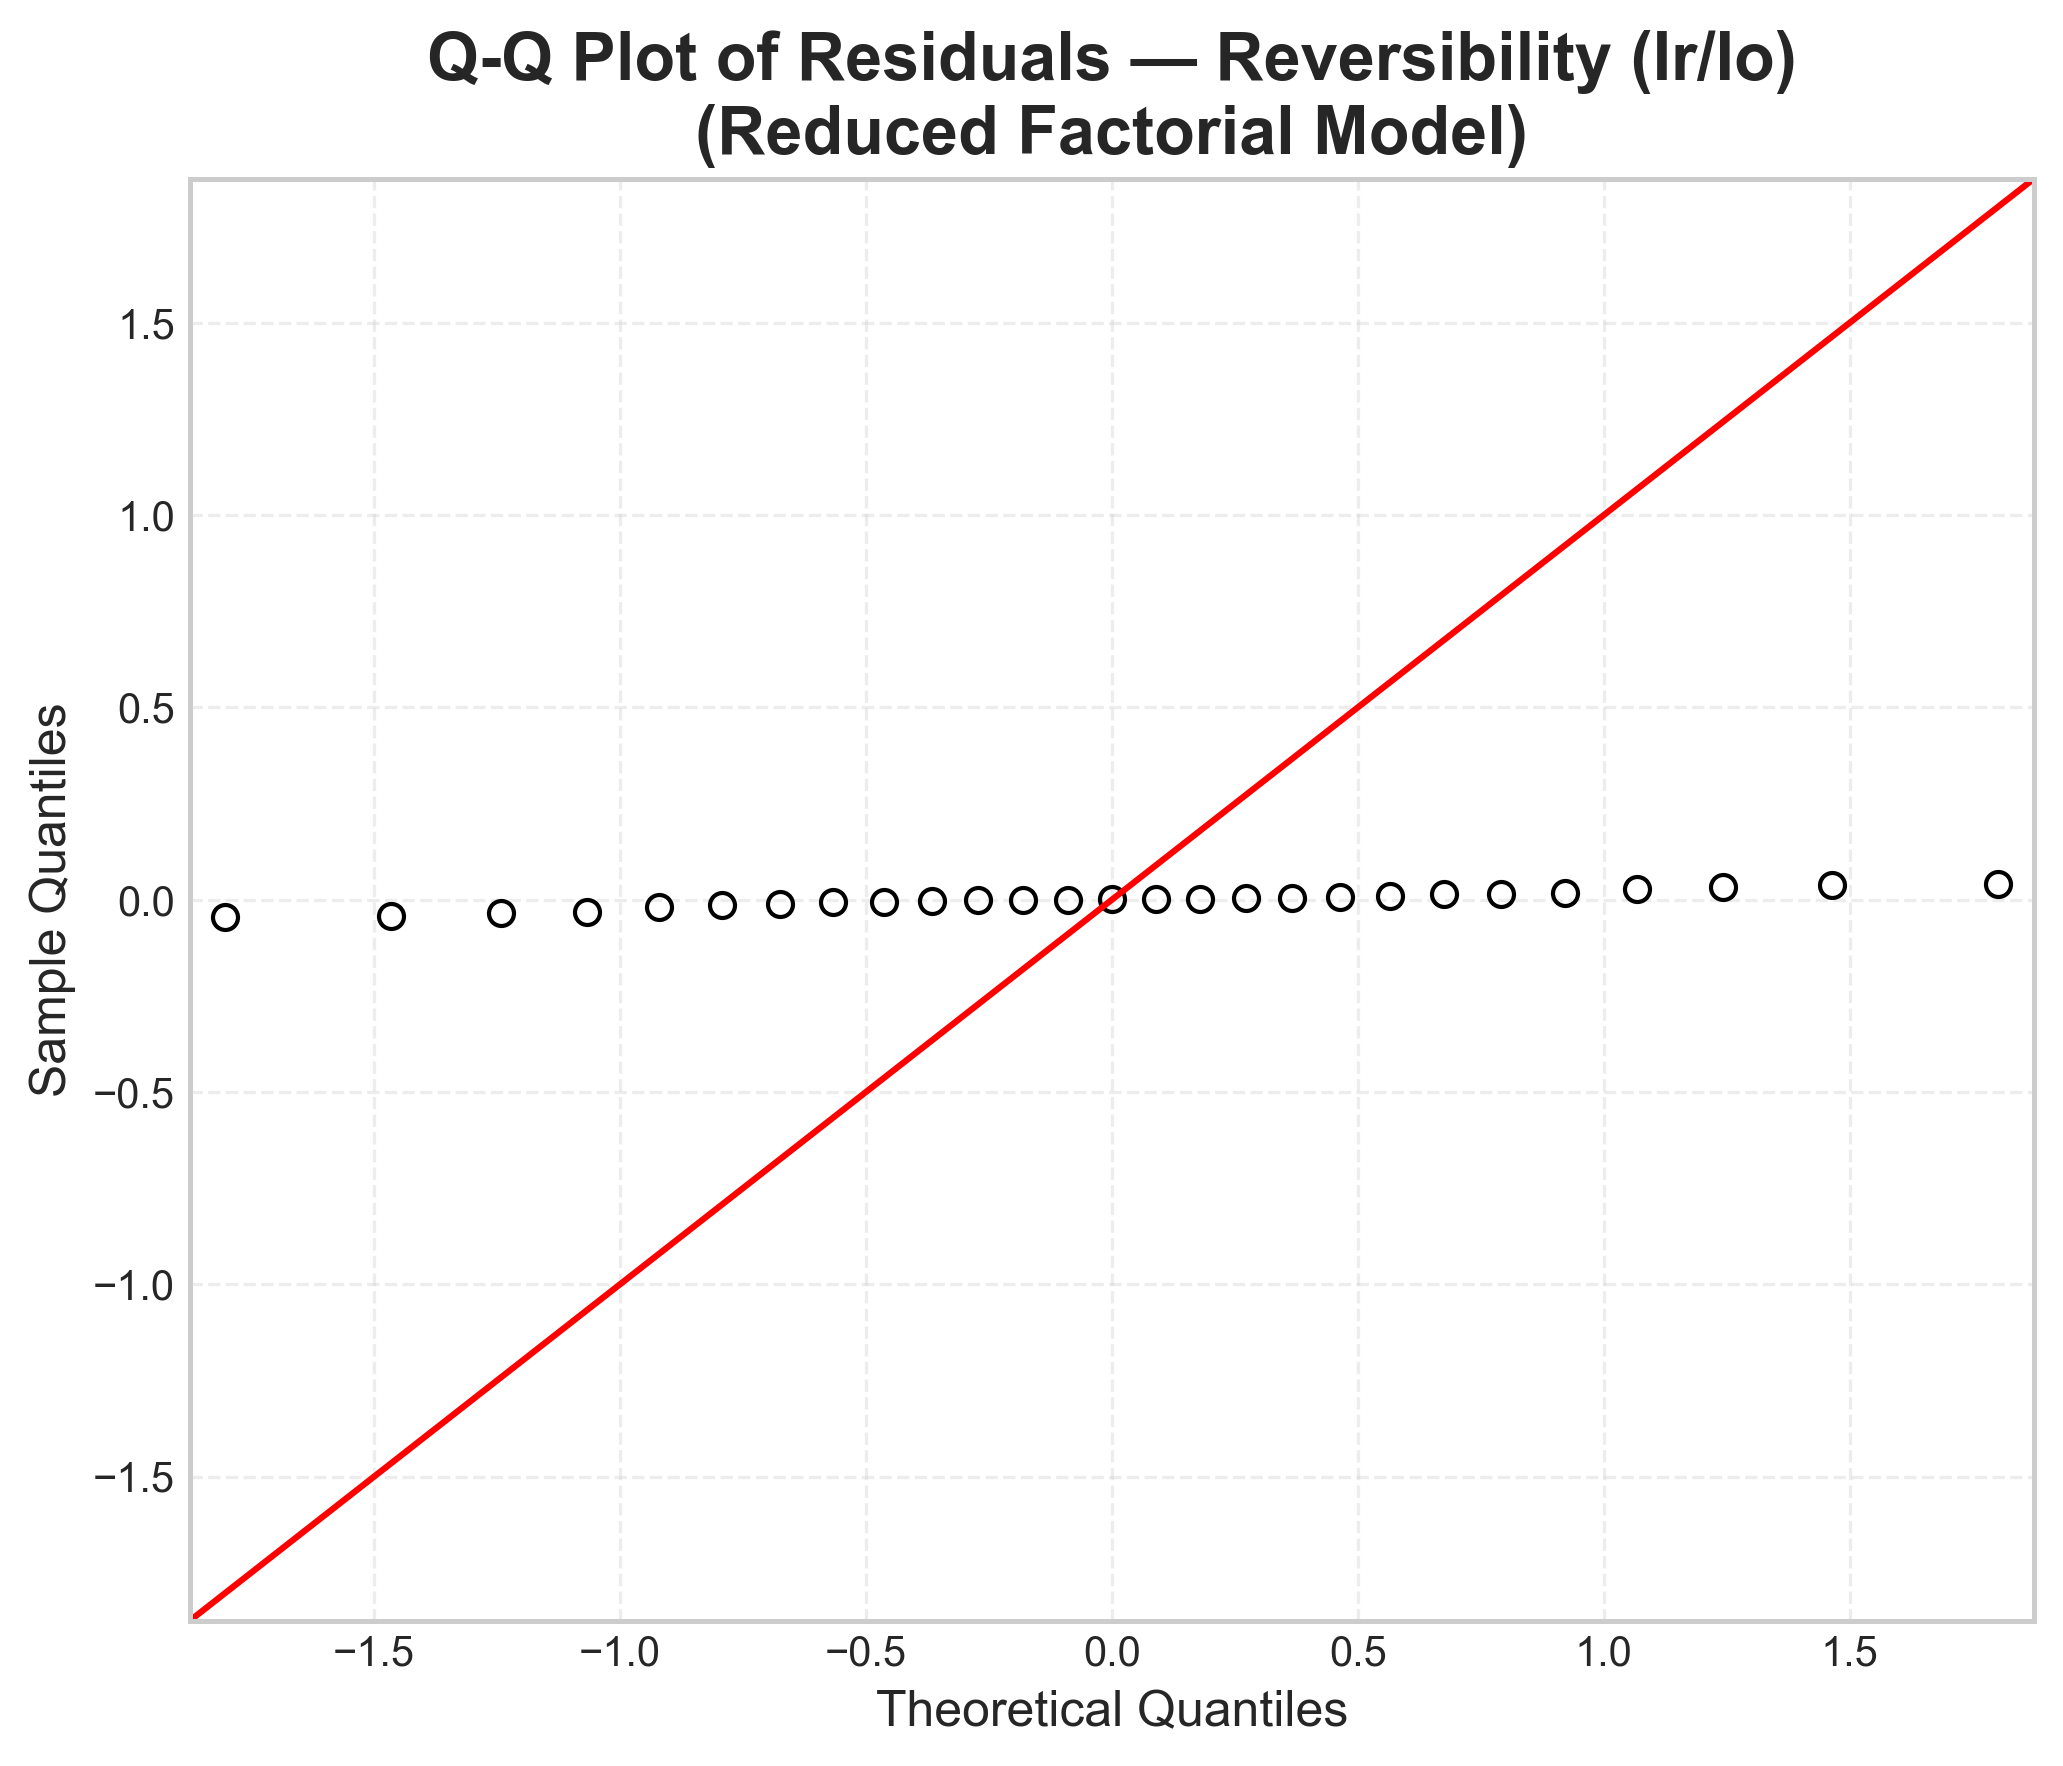 Q-Q Plot of Residuals — Reversibility (Ir/Io)
(Reduced Factorial Model)
Sample Quantiles
1.5
1.0
0.5
0.0
−0.5
−1.0
−1.5
−1.5 −1.0 −0.5 0.0 0.5 1.0 1.5
Theoretical Quantiles